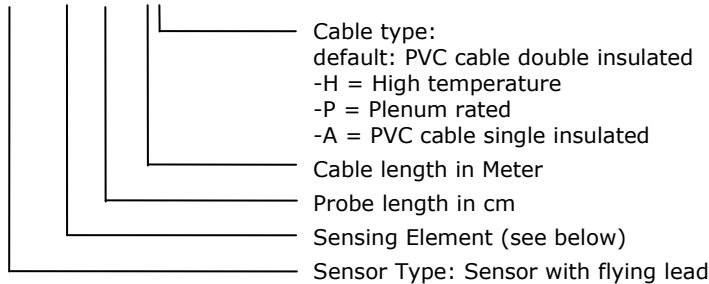 Cable type:
default: PVC cable double insulated
-H = High temperature
-P = Plenum rated
-A = PVC cable single insulated
Cable length in Meter
Probe length in cm
Sensing Element (see below)
Sensor Type: Sensor with flying lead